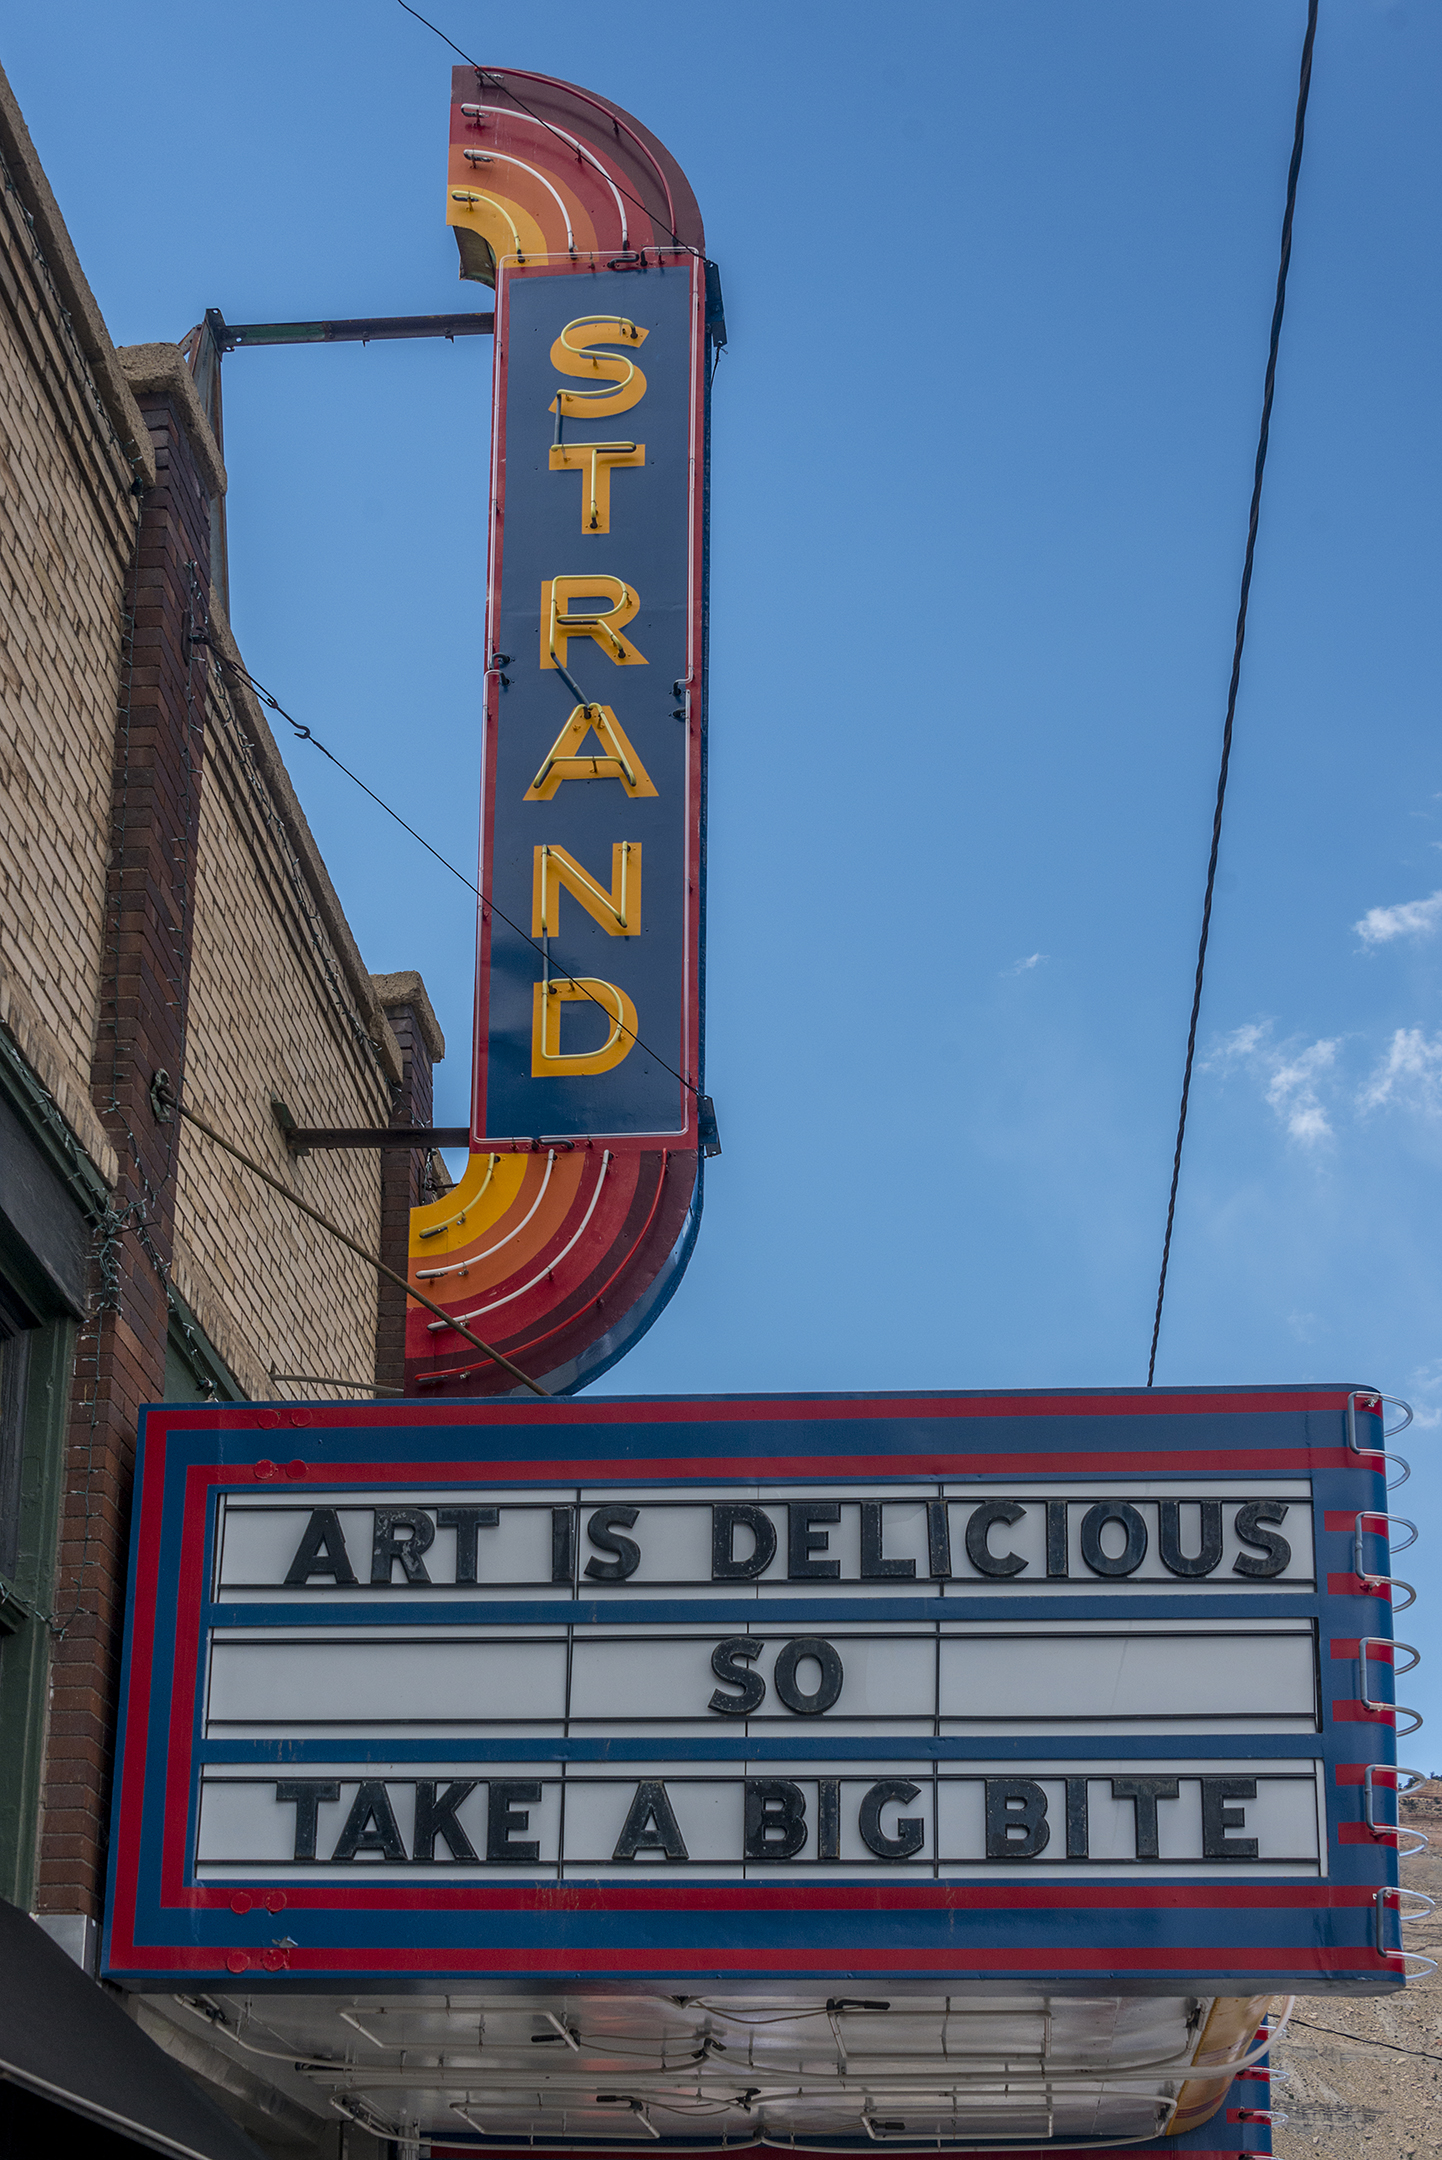 STRAND
ART IS DELICIOUS
SO
TAKE A BIG BITE